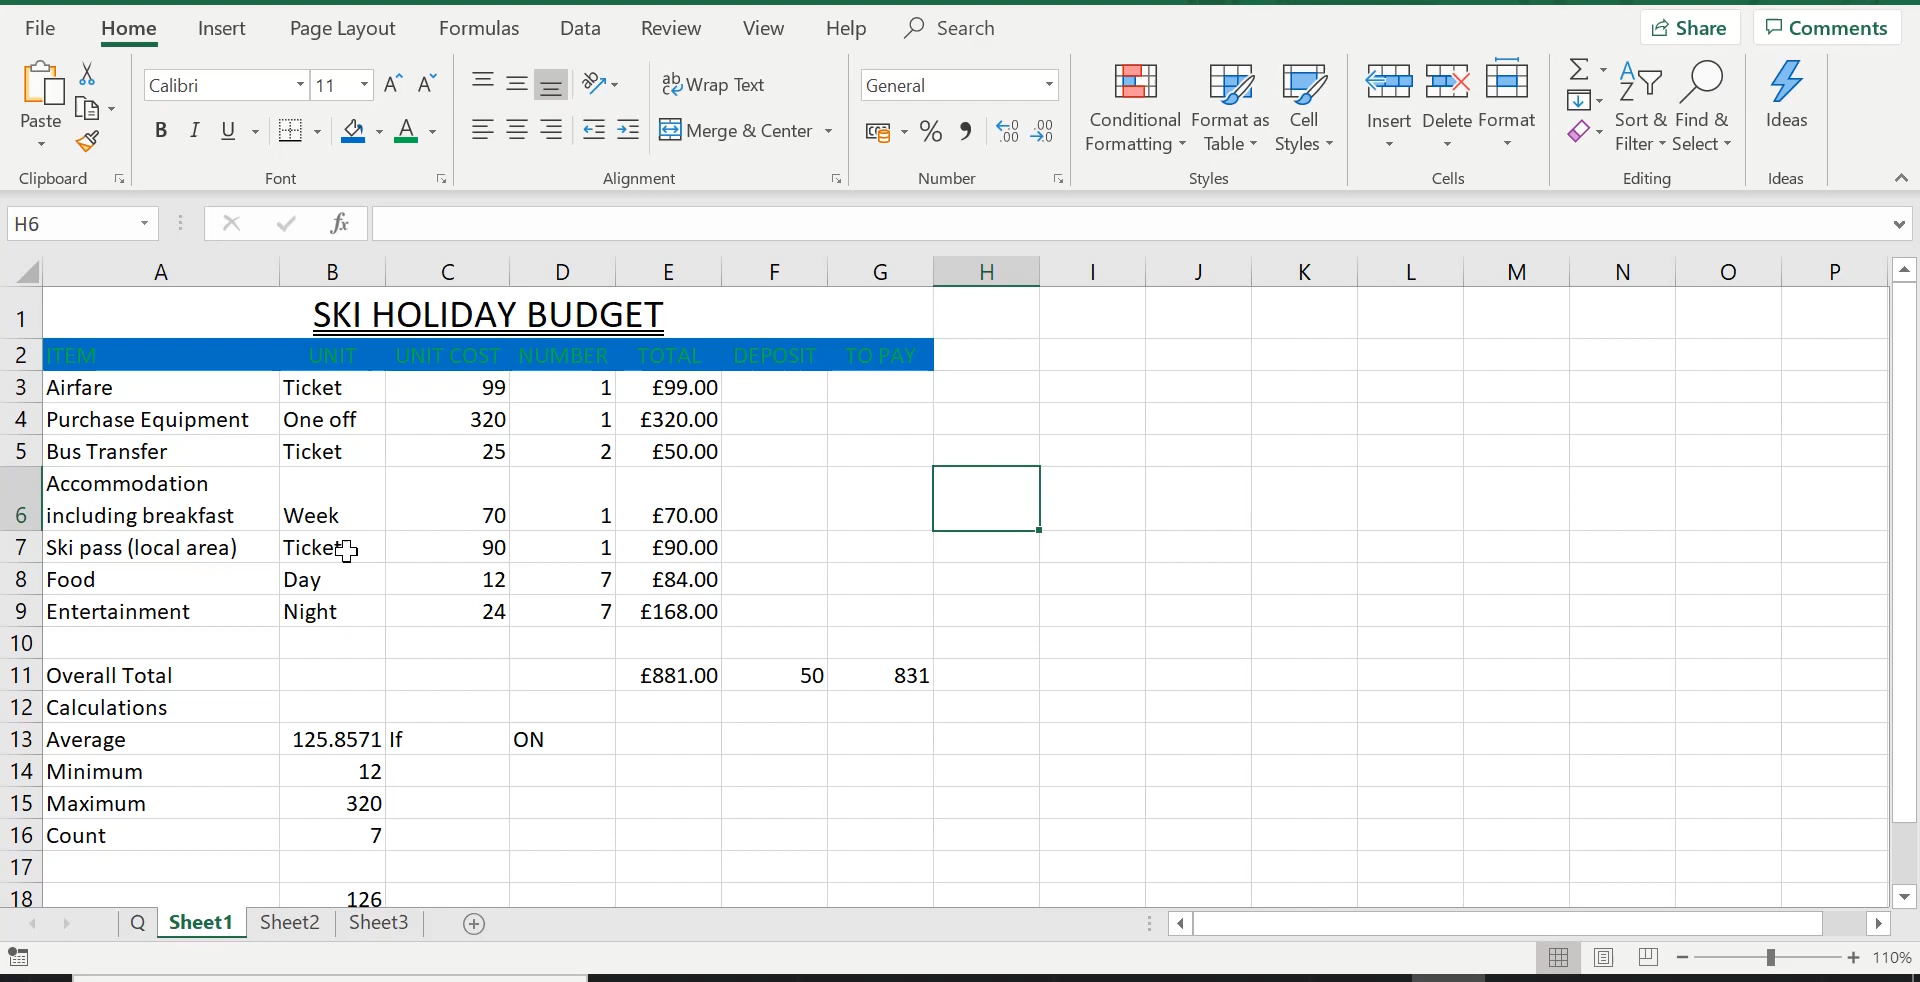 File Home Insert Page Layout Formulas Data Review View Help Search Share Comments
Calibri 11 Wrap Text General
Paste B I U A Merge & Center % Conditional Formatting Format as Table Cell Styles Insert Delete Format Sort & Filter Find & Select Ideas
Clipboard Font Alignment Number Styles Cells Editing Ideas
H6 fx
A B C D E F G H I J K L M N O P
1 SKI HOLIDAY BUDGET
2 ITEM UNIT UNIT COST NUMBER TOTAL DEPOSIT TO PAY
3 Airfare Ticket 99 1 £99.00
4 Purchase Equipment One off 320 1 £320.00
5 Bus Transfer Ticket 25 2 £50.00
Accommodation
6 including breakfast Week 70 1 £70.00
7 Ski pass (local area) Ticket 90 1 £90.00
8 Food Day 12 7 £84.00
9 Entertainment Night 24 7 £168.00
10
11 Overall Total £881.00 50 831
12 Calculations
13 Average 125.8571 If ON
14 Minimum 12
15 Maximum 320
16 Count 7
17
18 126
Q Sheet1 Sheet2 Sheet3
110%